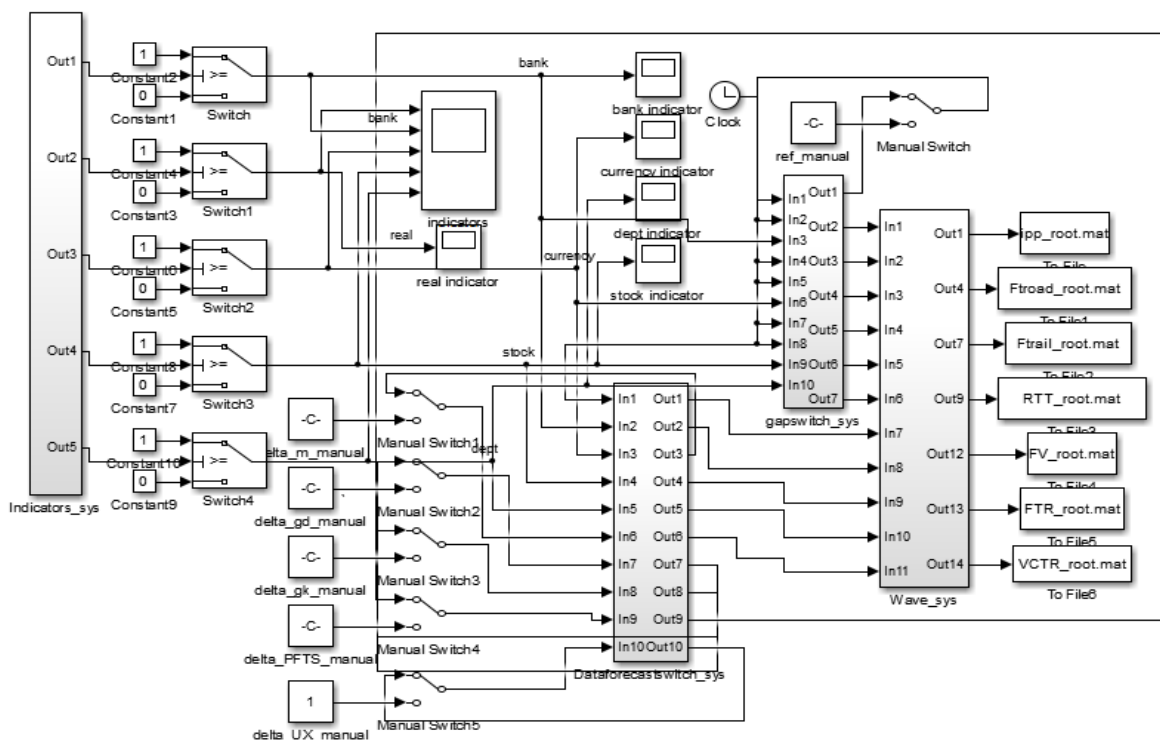 Out1
Out2
Out3
Out4
Out5
Indicators_sys
1
Constant2
0
Constant1
>=
Switch
1
Constant4
0
Constant3
>=
Switch1
1
Constant6
0
Constant5
>=
Switch2
1
Constant8
0
Constant7
>=
Switch3
1
Constant10
0
Constant9
>=
Switch4
bank
indicators
real
real indicator
bank
currency
stock
dept
bank indicator
currency indicator
dept indicator
stock indicator
Clock
-C-
ref_manual
Manual Switch
In1
In2
In3
In4
In5
In6
In7
In8
In9
In10
Out1
Out2
Out3
Out4
Out5
Out6
Out7
gapswitch_sys
-C-
delta_m_manual
Manual Switch1
-C-
delta_gd_manual
Manual Switch2
-C-
delta_gk_manual
Manual Switch3
-C-
delta_PFTS_manual
Manual Switch4
1
delta_UX_manual
Manual Switch5
In1
In2
In3
In4
In5
In6
In7
In8
In9
In10
Out1
Out2
Out3
Out4
Out5
Out6
Out7
Out8
Out9
Out10
Dataforecastswitch_sys
In1
In2
In3
In4
In5
In6
In7
In8
In9
In10
In11
Out1
Out4
Out7
Out9
Out12
Out13
Out14
Wave_sys
ipp_root.mat
To File
Ftroad_root.mat
To File1
Ftrail_root.mat
To File2
RTT_root.mat
To File3
FV_root.mat
To File4
FTR_root.mat
To File5
VCTR_root.mat
To File6